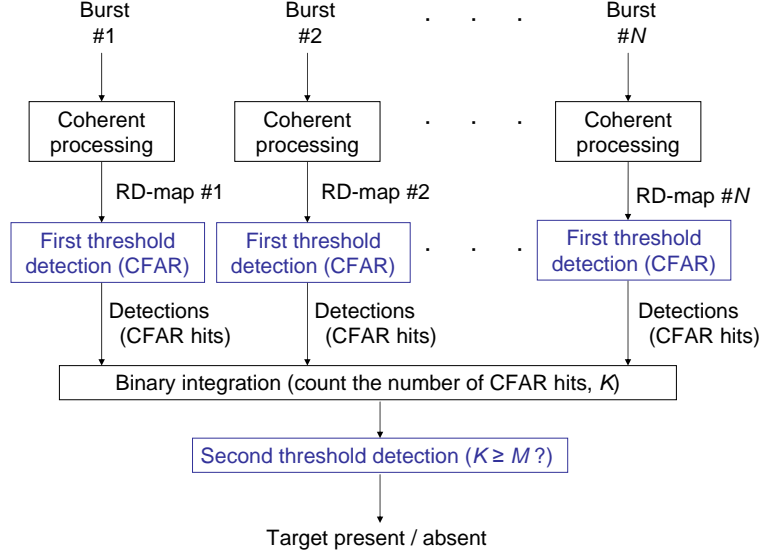 Burst Burst . . . Burst
#1 #2 #N
Coherent Coherent . . . Coherent
processing processing processing
RD-map #1 RD-map #2 RD-map #N
First threshold First threshold . . . First threshold
detection (CFAR) detection (CFAR) detection (CFAR)
Detections Detections Detections
(CFAR hits) (CFAR hits) (CFAR hits)
Binary integration (count the number of CFAR hits, K)
Second threshold detection (K ≥ M ?)
Target present / absent